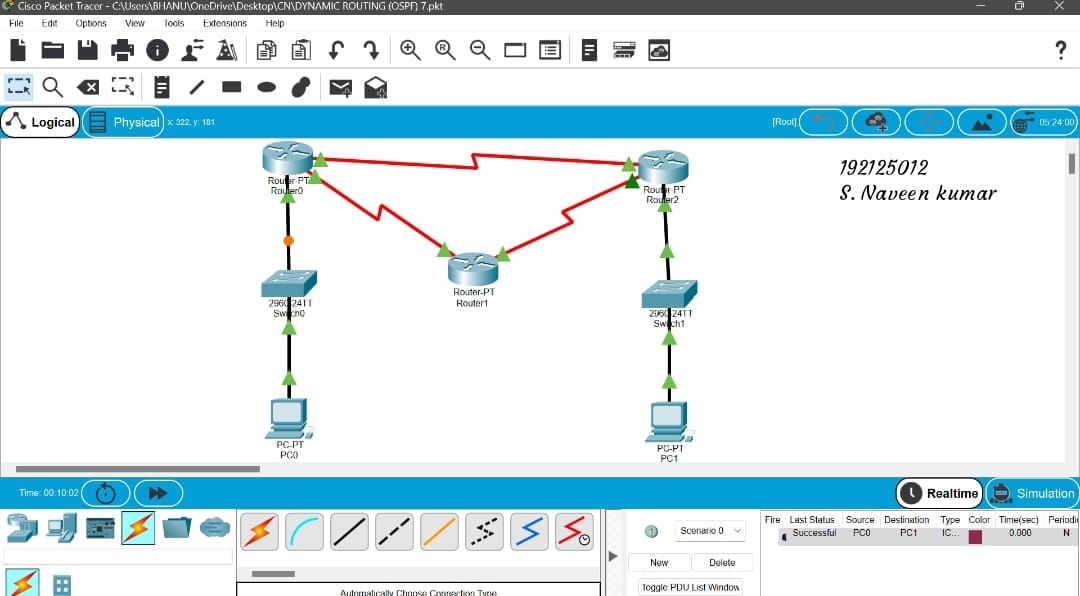 Cisco Packet Tracer - C:\Users\BHANU\OneDrive\Desktop\CN\DYNAMIC ROUTING (OSPF) 7.pkt
File Edit Options View Tools Extensions Help
?
Logical Physical x: 322, y: 181 [Root] 05:24:00
192125012
S. Naveen kumar
Router-PT
Router0
Router-PT
Router2
Router-PT
Router1
2960-24TT
Switch0
2960-24TT
Switch1
PC-PT
PC0
PC-PT
PC1
Time: 00:10:02 Realtime Simulation
Scenario 0
New Delete
Toggle PDU List Window
Fire Last Status Source Destination Type Color Time(sec) Periodi
Successful PC0 PC1 IC... 0.000 N
Automatically Choose Connection Type